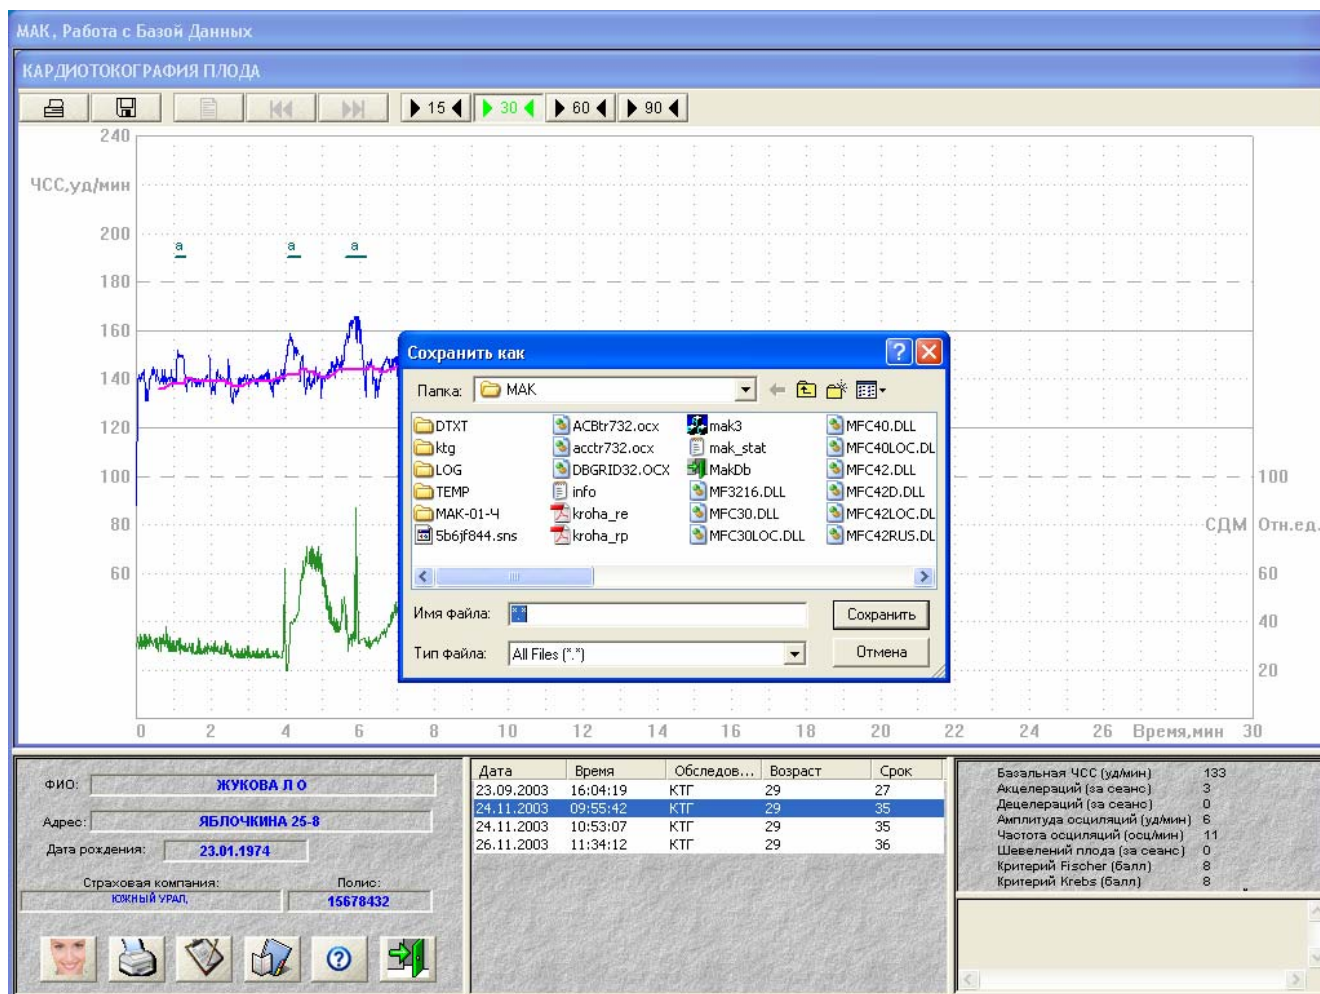 МАК, Работа с Базой Данных
КАРДИОТОКОГРАФИЯ ПЛОДА
15 30 60 90
240
ЧСС,уд/мин
200
a a a
180
160
140
120
100
80
60
100
СДМ Отн.ед.
60
40
20
0 2 4 6 8 10 12 14 16 18 20 22 24 26 Время,мин 30
Сохранить как
Папка: МАК
DTXT ACBtr732.ocx mak3 MFC40.DLL
ktg acctr732.ocx mak_stat MFC40LOC.DL
LOG DBGRID32.OCX MakDb MFC42.DLL
TEMP info MF3216.DLL MFC42D.DLL
МАК-01-Ч kroha_re MFC30.DLL MFC42LOC.DL
5b6jf844.sns kroha_rp MFC30LOC.DLL MFC42RUS.DL
Имя файла: *.* Сохранить
Тип файла: All Files (*.*) Отмена
ФИО: ЖУКОВА Л О
Адрес: ЯБЛОЧКИНА 25-8
Дата рождения: 23.01.1974
Страховая компания: Полис:
ЮЖНЫЙ УРАЛ, 15678432
Дата Время Обследов... Возраст Срок
23.09.2003 16:04:19 КТГ 29 27
24.11.2003 09:55:42 КТГ 29 35
24.11.2003 10:53:07 КТГ 29 35
26.11.2003 11:34:12 КТГ 29 36
Базальная ЧСС (уд/мин) 133
Акцелераций (за сеанс) 3
Децелераций (за сеанс) 0
Амплитуда осциляций (уд/мин) 6
Частота осциляций (осц/мин) 11
Шевелений плода (за сеанс) 0
Критерий Fischer (балл) 8
Критерий Krebs (балл) 8